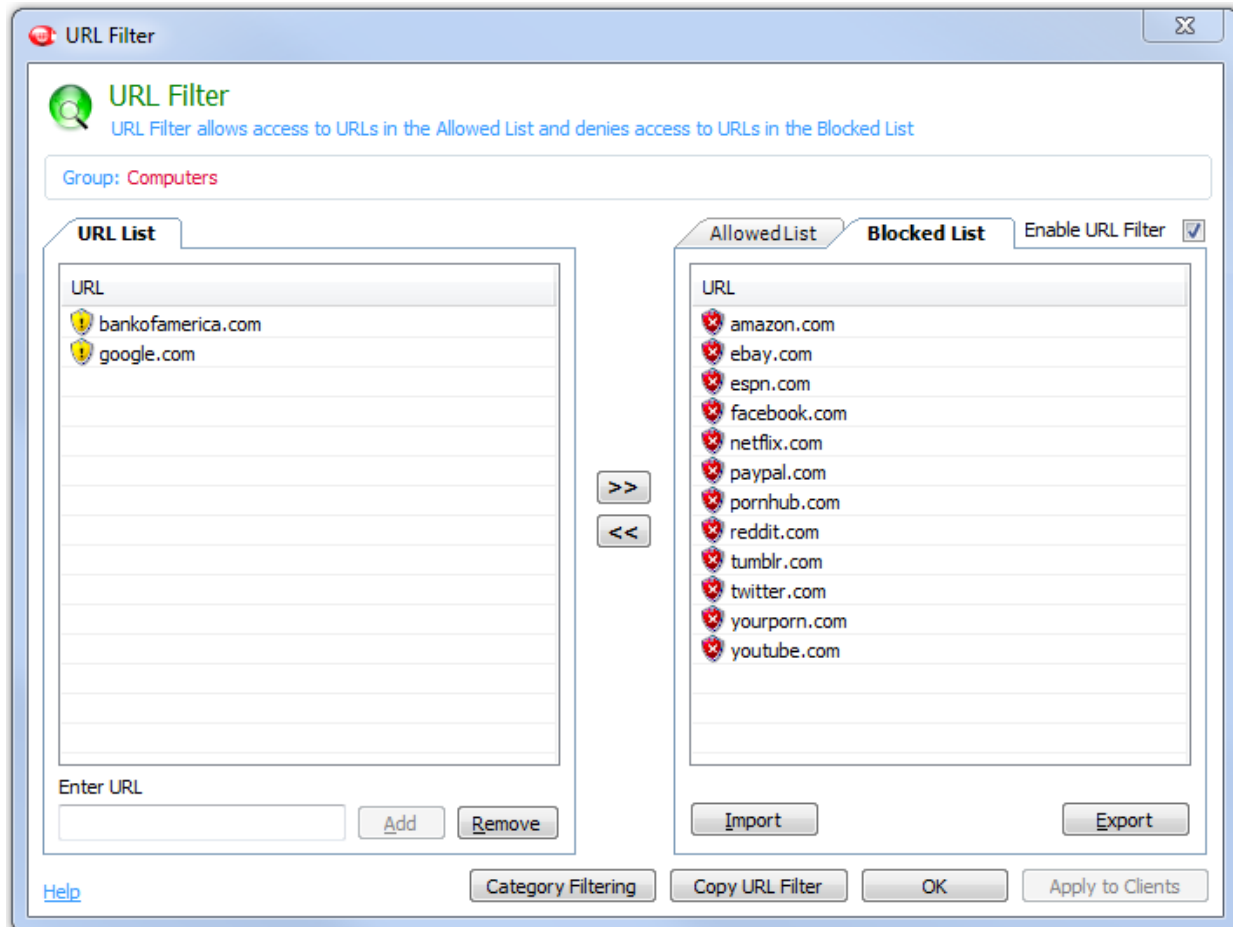 URL Filter
URL Filter
URL Filter allows access to URLs in the Allowed List and denies access to URLs in the Blocked List
Group: Computers
URL List
Allowed List
Blocked List
Enable URL Filter
URL
bankofamerica.com
google.com
>>
<<
URL
amazon.com
ebay.com
espn.com
facebook.com
netflix.com
paypal.com
pornhub.com
reddit.com
tumblr.com
twitter.com
yourporn.com
youtube.com
Enter URL
Add
Remove
Import
Export
Help
Category Filtering
Copy URL Filter
OK
Apply to Clients